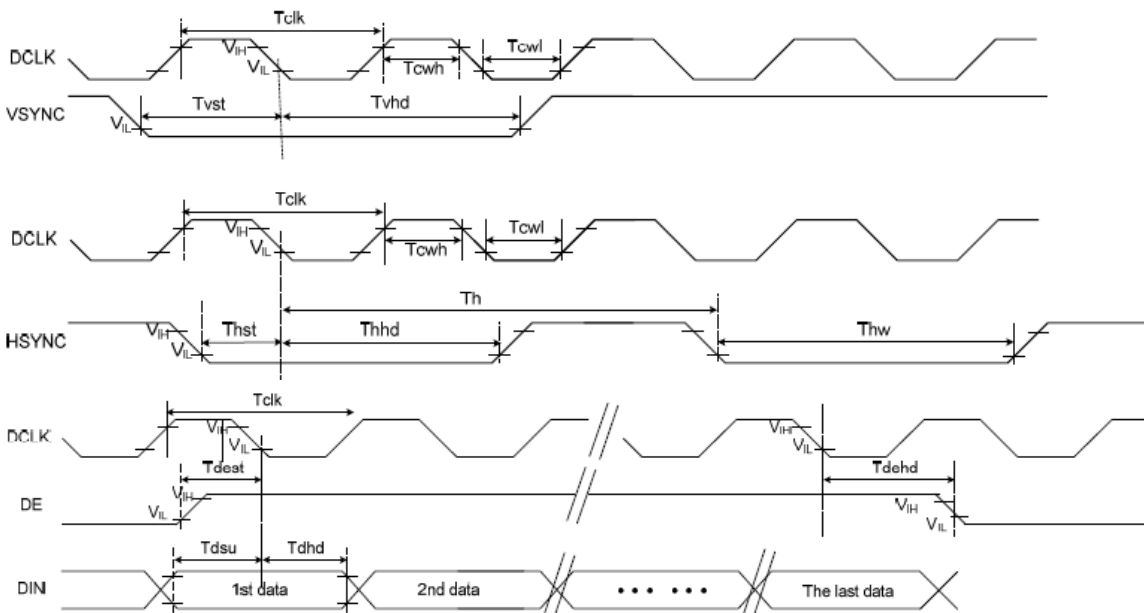 Tclk
DCLK VIH VIL Tcwh Tcwl
VSYNC VIL Tvst Tvhd
Tclk
DCLK VIH VIL Tcwh Tcwl
Th
HSYNC VIH VIL Thst Thhd Thw
Tclk
DCLK VIH VIL VIH VIL
Tdest Tdehd
DE VIH VIL VIH VIL
Tdsu Tdhd
DIN 1st data 2nd data The last data